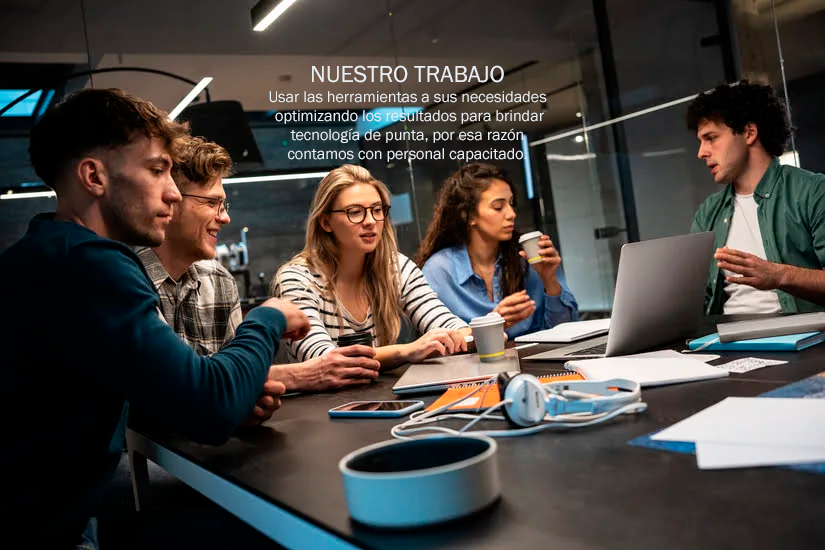 NUESTRO TRABAJO
Usar las herramientas a sus necesidades
optimizando los resultados para brindar
tecnología de punta, por esa razón
contamos con personal capacitado.